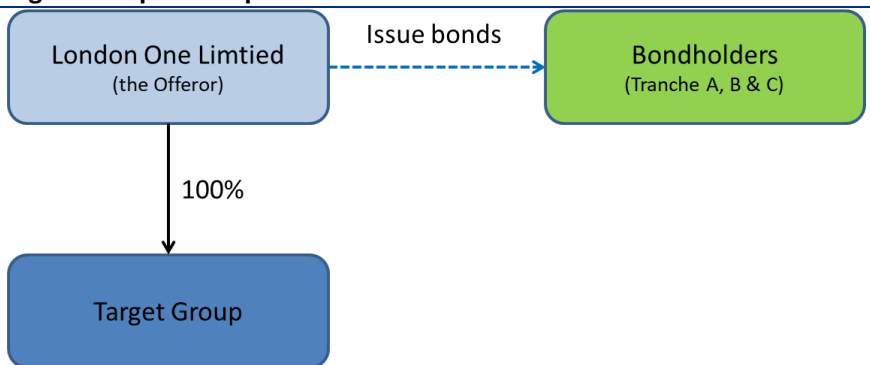 London One Limtied
(the Offeror)
Issue bonds
Bondholders
(Tranche A, B & C)
100%
Target Group